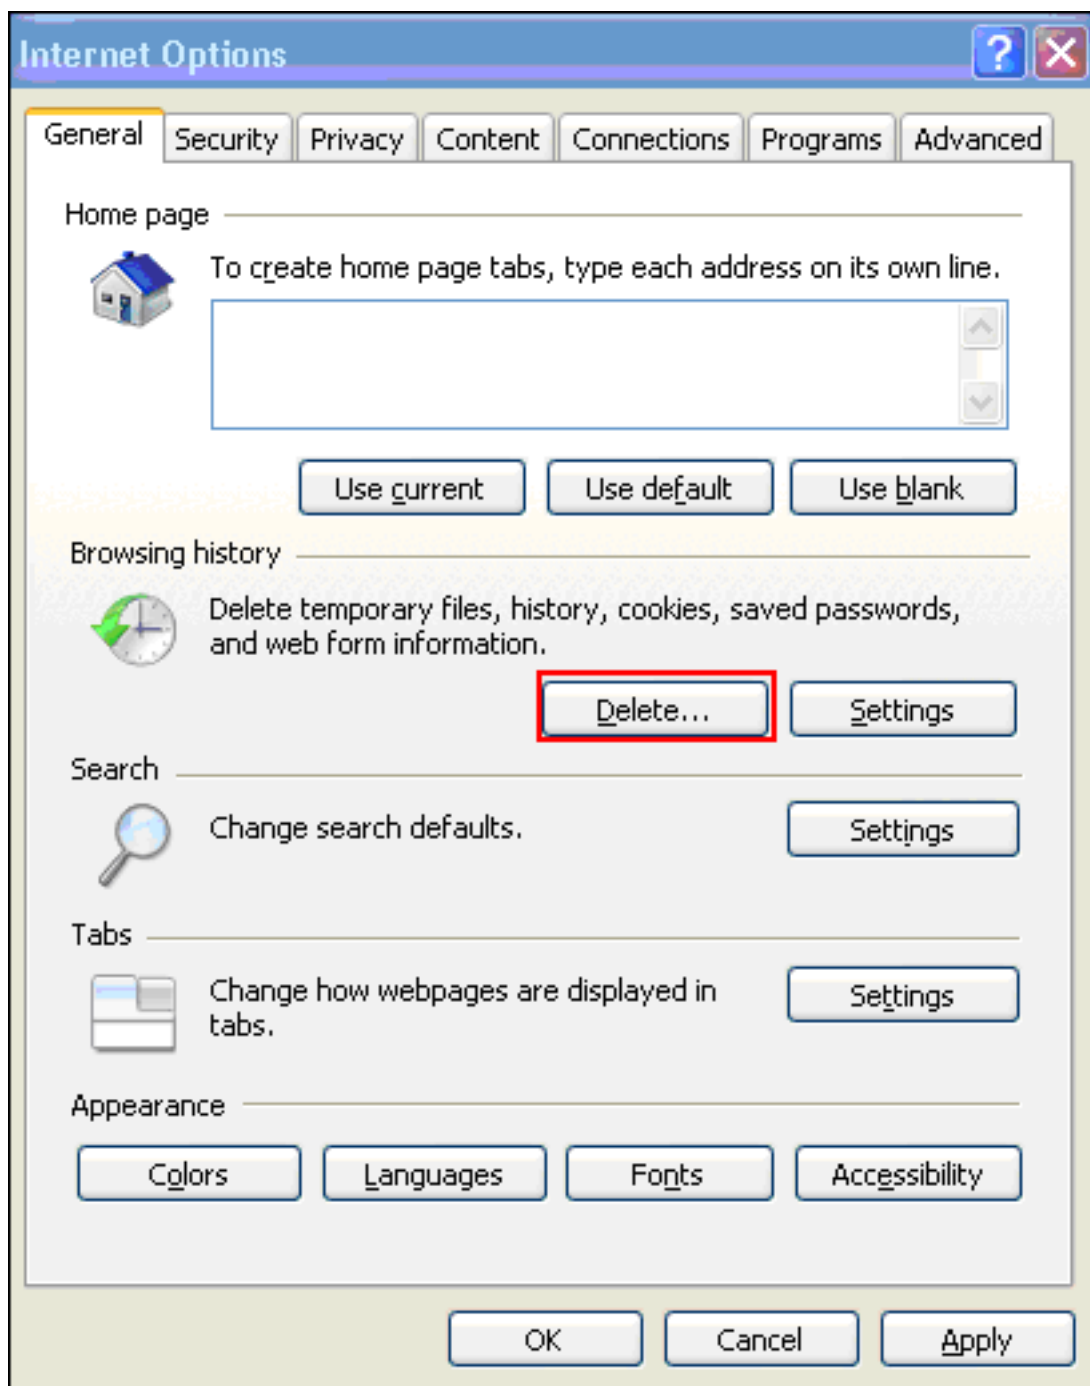 Internet Options
?
General Security Privacy Content Connections Programs Advanced
Home page
To create home page tabs, type each address on its own line.
Use current Use default Use blank
Browsing history
Delete temporary files, history, cookies, saved passwords,
and web form information.
Delete... Settings
Search
Change search defaults. Settings
Tabs
Change how webpages are displayed in
tabs.
Settings
Appearance
Colors Languages Fonts Accessibility
OK Cancel Apply